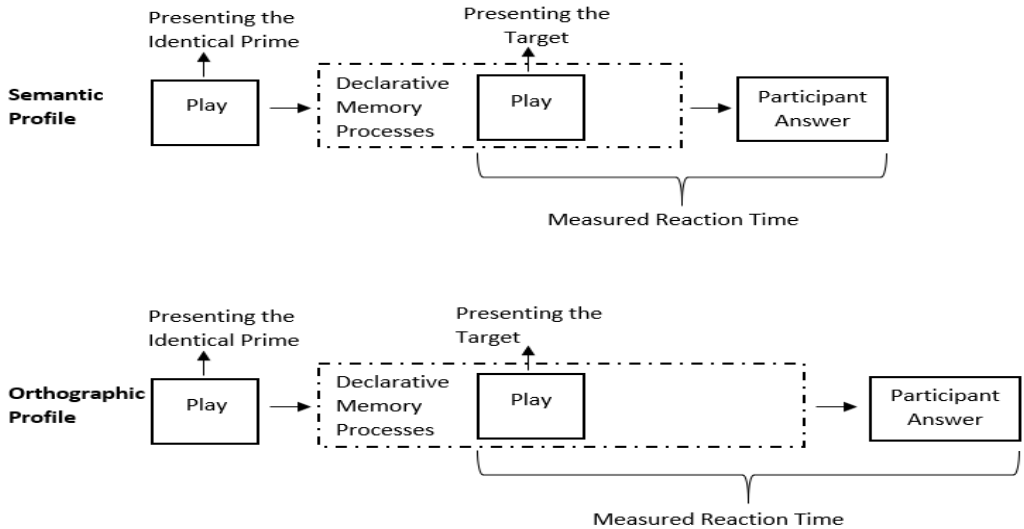 Presenting the
Identical Prime
Presenting the
Target
Semantic
Profile
Play
Declarative
Memory
Processes
Play
Participant
Answer
Measured Reaction Time
Presenting the
Identical Prime
Presenting the
Target
Orthographic
Profile
Play
Declarative
Memory
Processes
Play
Participant
Answer
Measured Reaction Time